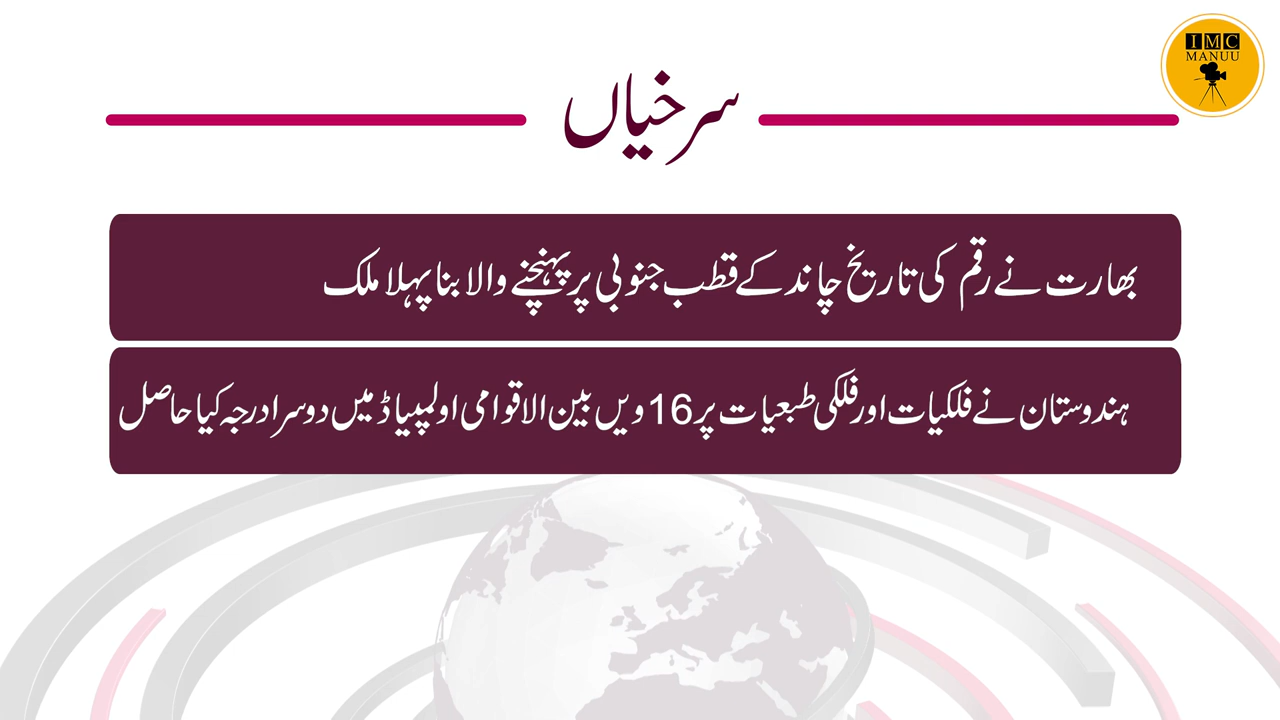 IMC
MANUU
سرخیاں
بھارت نے رقم کی تاریخ چاند کے قطب جنوبی پر پہنچنے والا بنا پہلا ملک
ہندوستان نے فلکیات اور فلکی طبعیات پر 16 ویں بین الاقوامی اولمپیاڈ میں دوسرا درجہ کیا حاصل